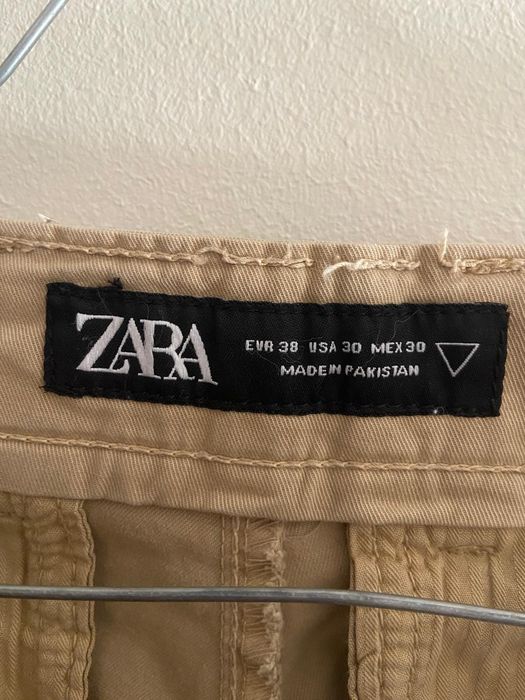 ZARA
EUR 38 USA 30 MEX 30
MADE IN PAKISTAN